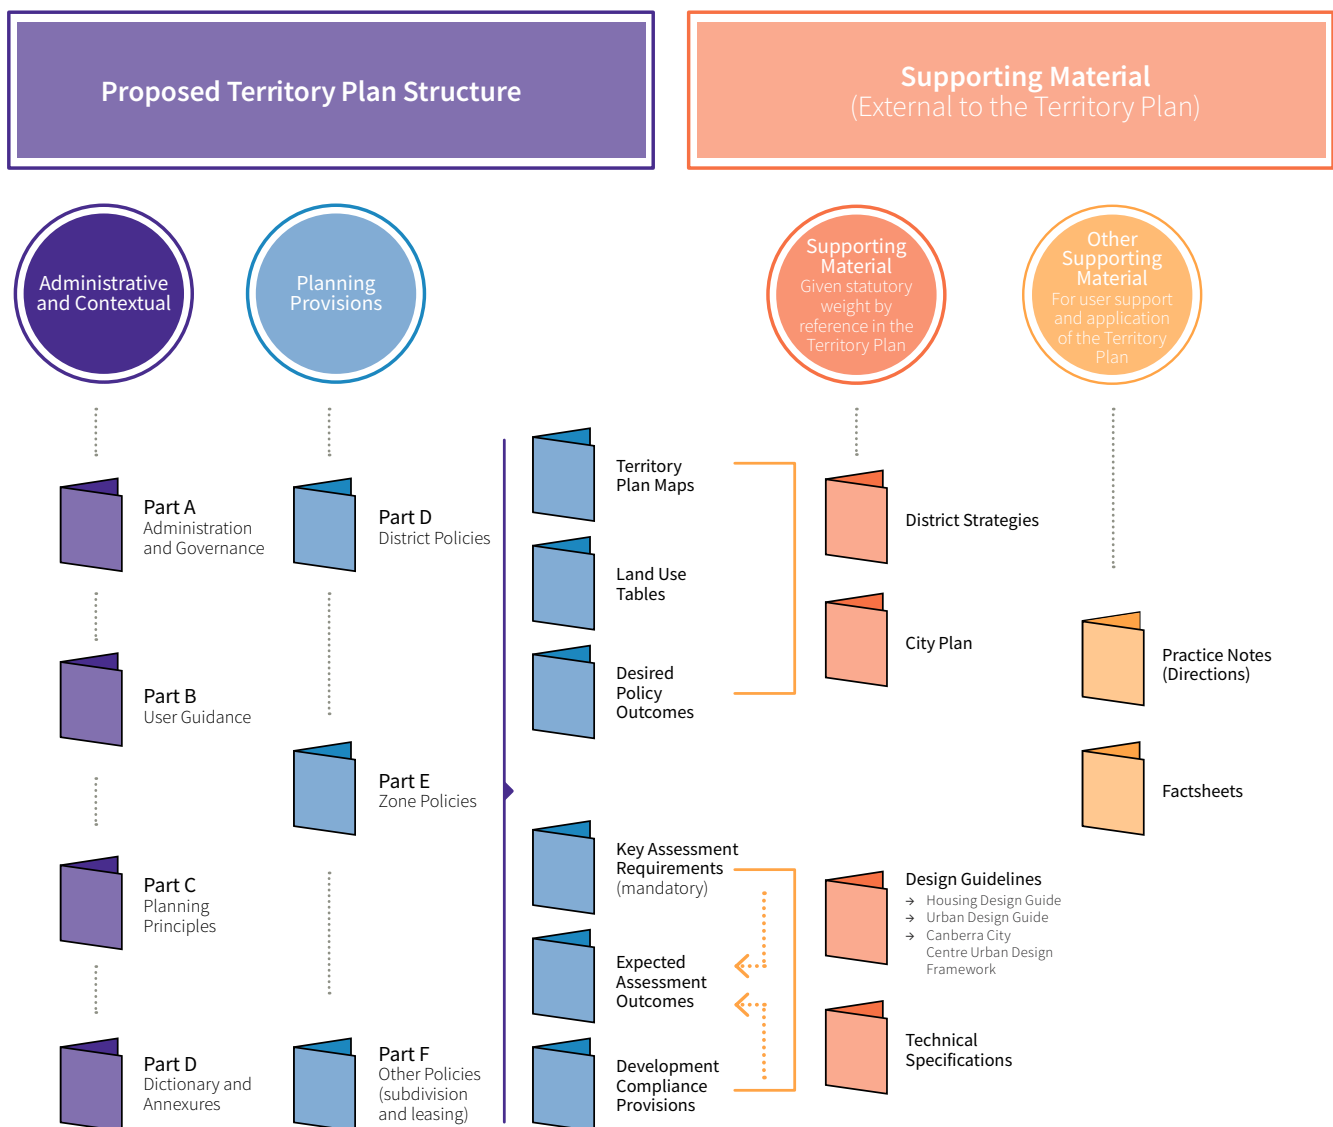 Proposed Territory Plan Structure
Supporting Material
(External to the Territory Plan)
Administrative
and Contextual
Planning
Provisions
Supporting
Material
Given statutory
weight by
reference in the
Territory Plan
Other
Supporting
Material
For user support
and application
of the Territory
Plan
Part A
Administration
and Governance
Part B
User Guidance
Part C
Planning
Principles
Part D
Dictionary and
Annexures
Part D
District Policies
Part E
Zone Policies
Part F
Other Policies
(subdivision
and leasing)
Territory
Plan Maps
Land Use
Tables
Desired
Policy
Outcomes
Key Assessment
Requirements
(mandatory)
Expected
Assessment
Outcomes
Development
Compliance
Provisions
District Strategies
City Plan
Design Guidelines
→ Housing Design Guide
→ Urban Design Guide
→ Canberra City
Centre Urban Design
Framework
Technical
Specifications
Practice Notes
(Directions)
Factsheets